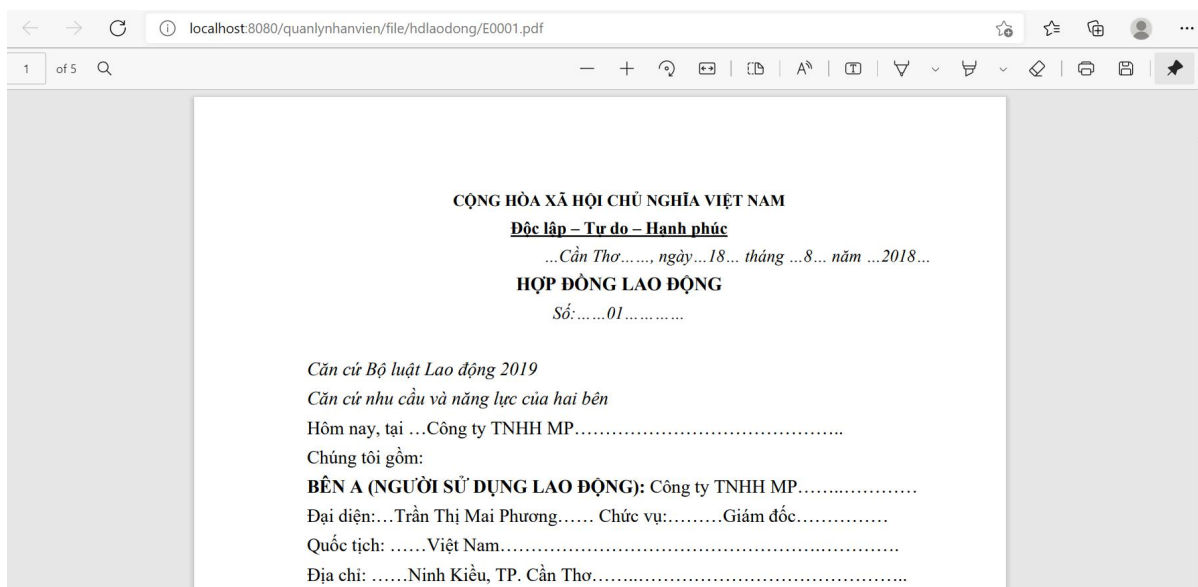 localhost:8080/quanlynhanvien/file/hdlaodong/E0001.pdf
1 of 5
CỘNG HÒA XÃ HỘI CHỦ NGHĨA VIỆT NAM
Độc lập – Tự do – Hạnh phúc
...Cần Thơ……, ngày…18… tháng …8… năm …2018…
HỢP ĐỒNG LAO ĐỘNG
Số:……01…………
Căn cứ Bộ luật Lao động 2019
Căn cứ nhu cầu và năng lực của hai bên
Hôm nay, tại …Công ty TNHH MP……………………………………..
Chúng tôi gồm:
BÊN A (NGƯỜI SỬ DỤNG LAO ĐỘNG): Công ty TNHH MP……..…………
Đại diện:…Trần Thị Mai Phương…… Chức vụ:………Giám đốc……………
Quốc tịch: ……Việt Nam……………………………………………….………….
Địa chỉ: ……Ninh Kiều, TP. Cần Thơ……..……………………………………..